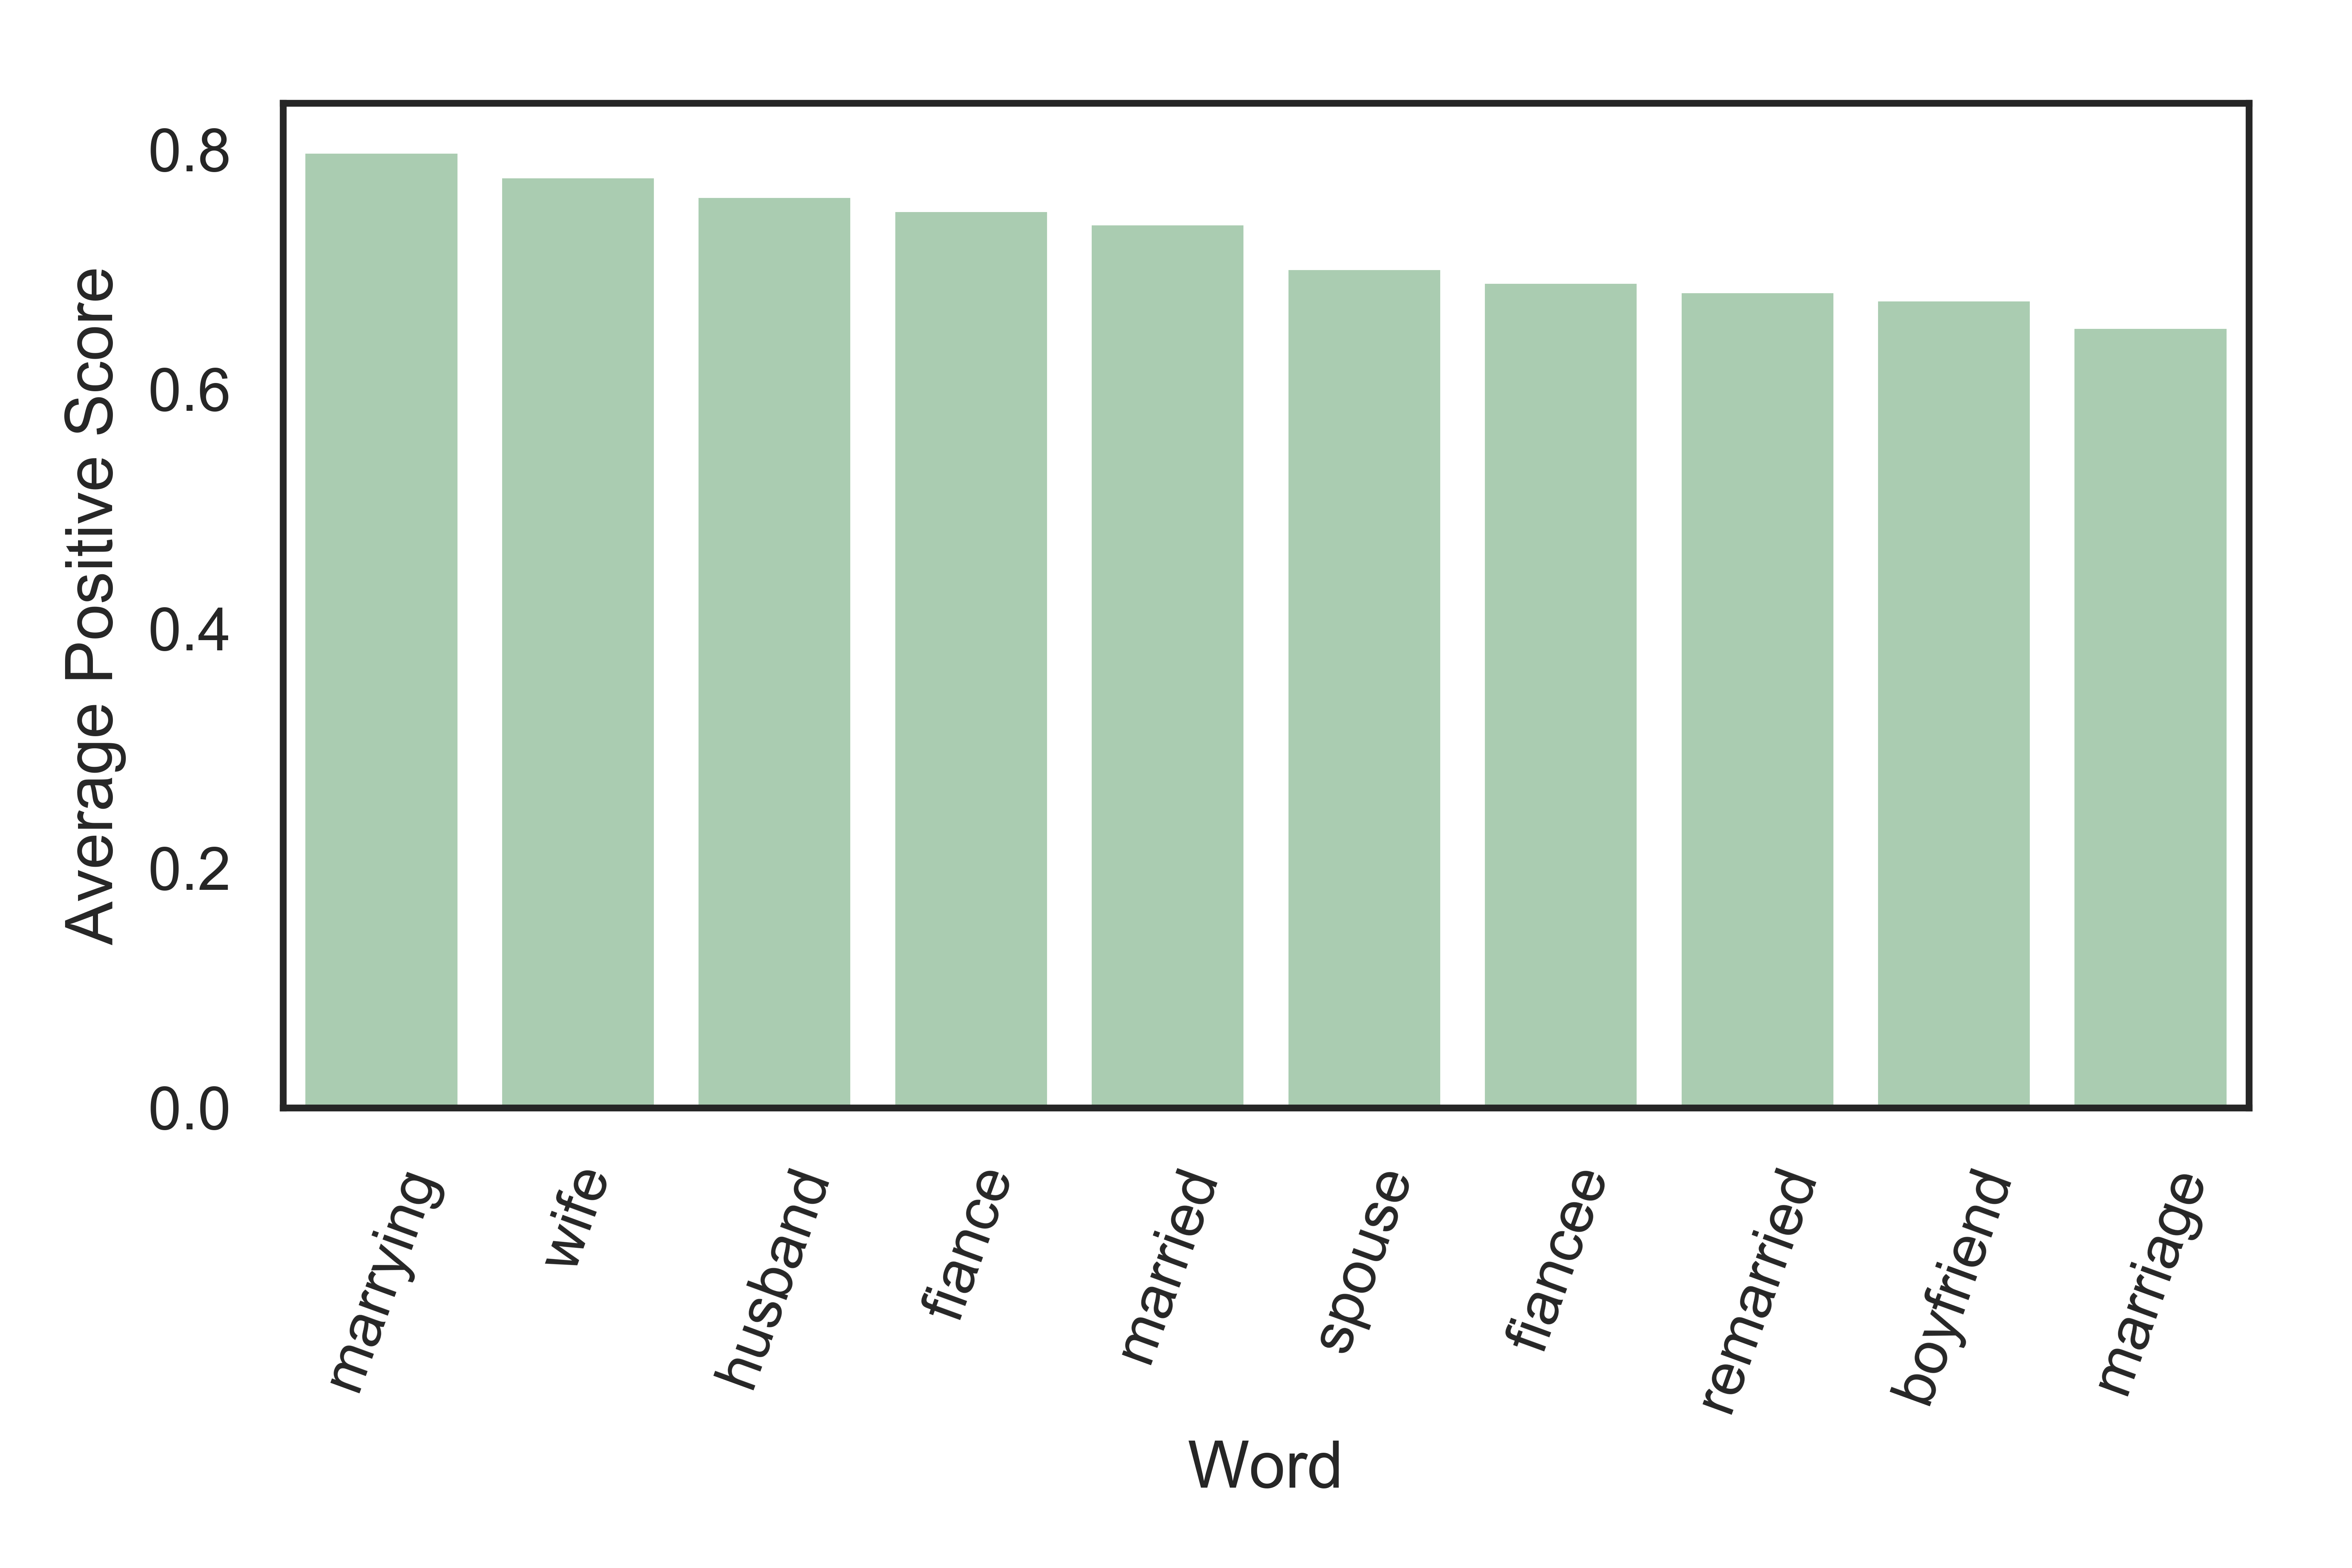 Average Positive Score
0.8
0.6
0.4
0.2
0.0
marrying
wife
husband
fiance
married
spouse
fiancee
remarried
boyfriend
marriage
Word